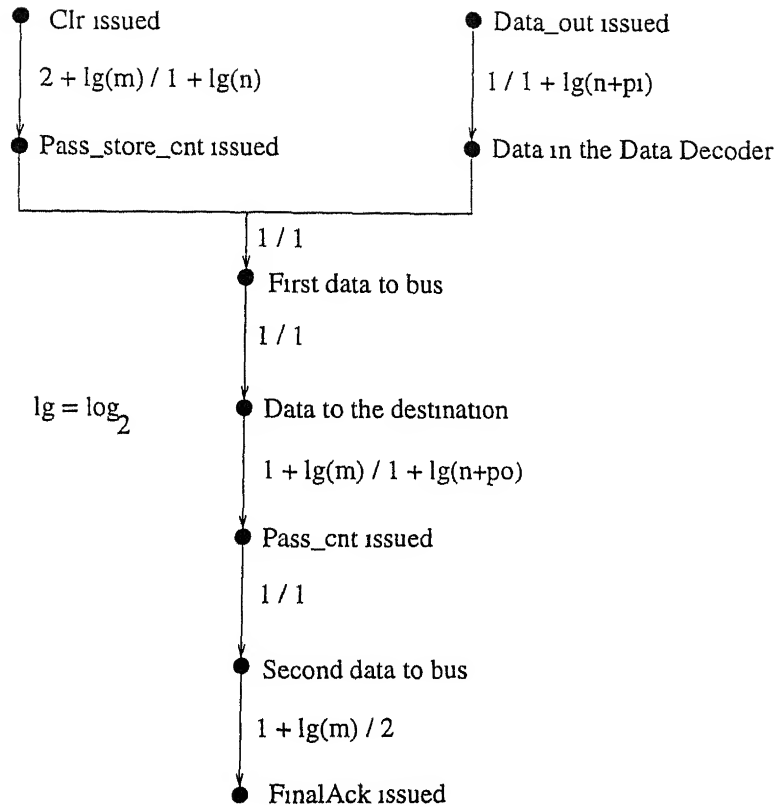 Clr issued
Data_out issued
2 + lg(m) / 1 + lg(n)
1 / 1 + lg(n+pi)
Pass_store_cnt issued
Data in the Data Decoder
1 / 1
First data to bus
1 / 1
lg = log2
Data to the destination
1 + lg(m) / 1 + lg(n+po)
Pass_cnt issued
1 / 1
Second data to bus
1 + lg(m) / 2
FinalAck issued